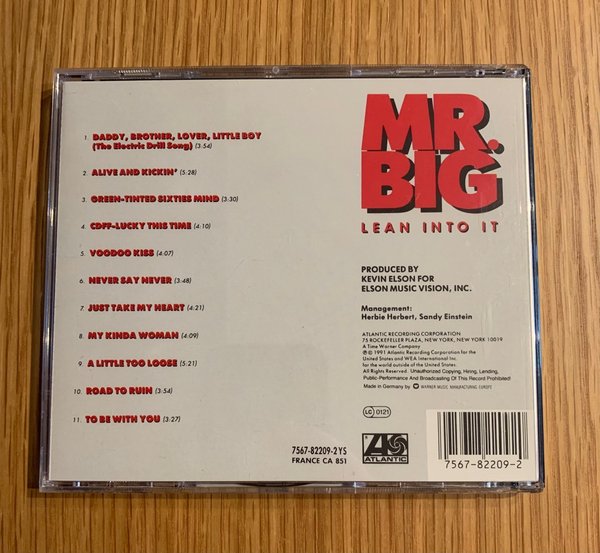 1. DADDY, BROTHER, LOVER, LITTLE BOY
(The Electric Drill Song) (3:54)
2. ALIVE AND KICKIN' (5:28)
3. GREEN-TINTED SIXTIES MIND (3:30)
4. CDFF-LUCKY THIS TIME (4:10)
5. VOODOO KISS (4:07)
6. NEVER SAY NEVER (3:48)
7. JUST TAKE MY HEART (4:21)
8. MY KINDA WOMAN (4:09)
9. A LITTLE TOO LOOSE (5:21)
10. ROAD TO RUIN (3:54)
11. TO BE WITH YOU (3:27)
7567-82209-2 YS
FRANCE CA 851
MR.
BIG
LEAN INTO IT
PRODUCED BY
KEVIN ELSON FOR
ELSON MUSIC VISION, INC.
Management:
Herbie Herbert, Sandy Einstein
ATLANTIC RECORDING CORPORATION
75 ROCKEFELLER PLAZA, NEW YORK, NEW YORK 10019
A Time Warner Company
℗ © 1991 Atlantic Recording Corporation for the
United States and WEA International Inc.
for the world outside of the United States.
All Rights Reserved. Unauthorized Copying, Hiring, Lending,
Public-Performance And Broadcasting Of This Record Prohibited!
Made in Germany by W WARNER MUSIC MANUFACTURING EUROPE
LC 0121
ATLANTIC
7567-82209-2